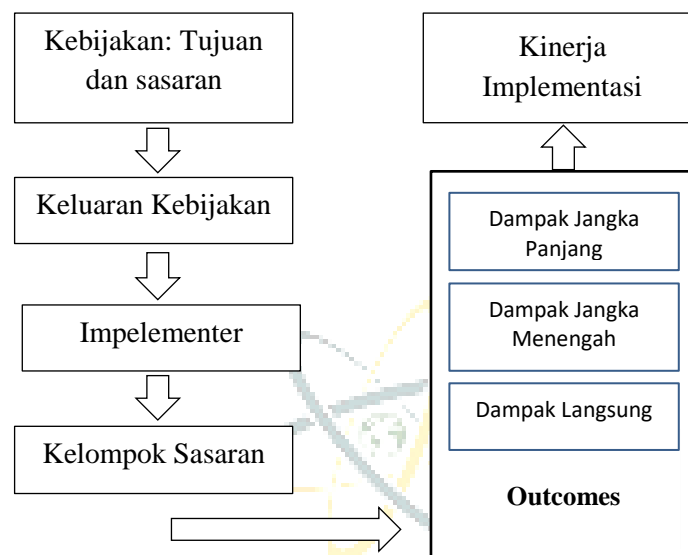 Kebijakan: Tujuan
dan sasaran
Keluaran Kebijakan
Impelementer
Kelompok Sasaran
Kinerja
Implementasi
Dampak Jangka
Panjang
Dampak Jangka
Menengah
Dampak Langsung
Outcomes